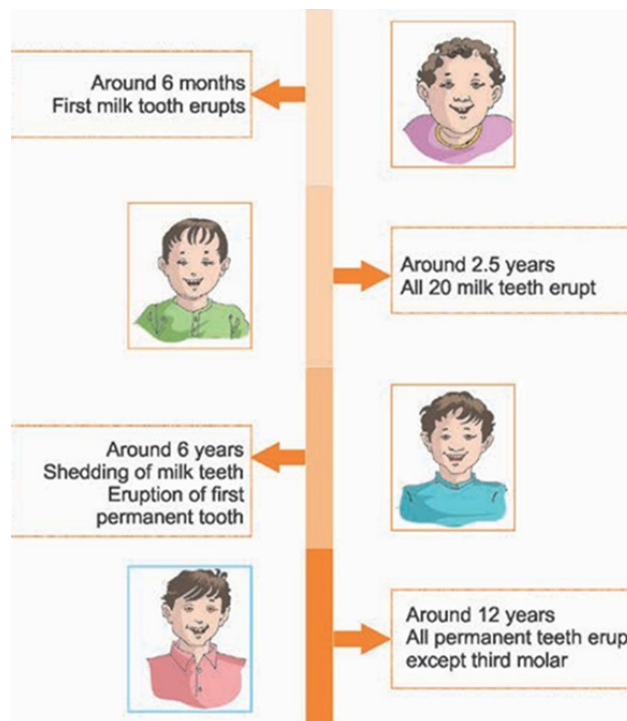 Around 6 months
First milk tooth erupts
Around 2.5 years
All 20 milk teeth erupt
Around 6 years
Shedding of milk teeth
Eruption of first
permanent tooth
Around 12 years
All permanent teeth erup
except third molar